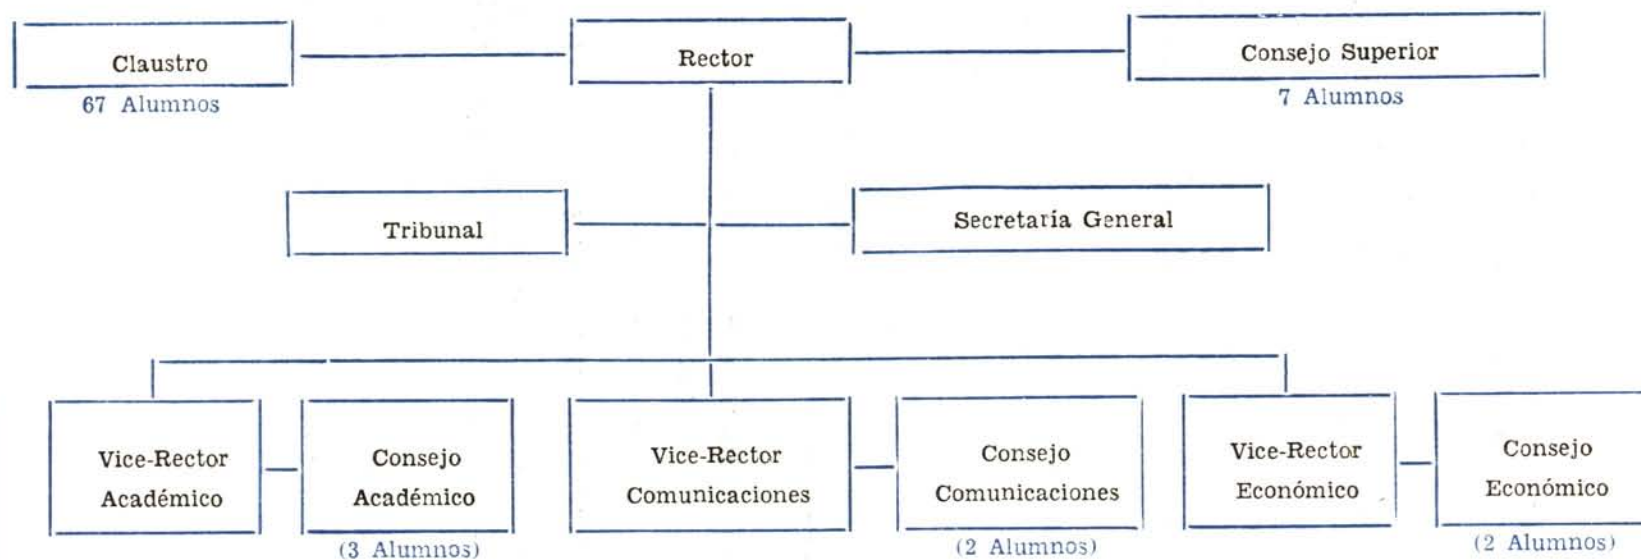 Claustro
67 Alumnos
Rector
Consejo Superior
7 Alumnos
Tribunal
Secretaría General
Vice-Rector
Académico
Consejo
Académico
(3 Alumnos)
Vice-Rector
Comunicaciones
Consejo
Comunicaciones
(2 Alumnos)
Vice-Rector
Económico
Consejo
Económico
(2 Alumnos)